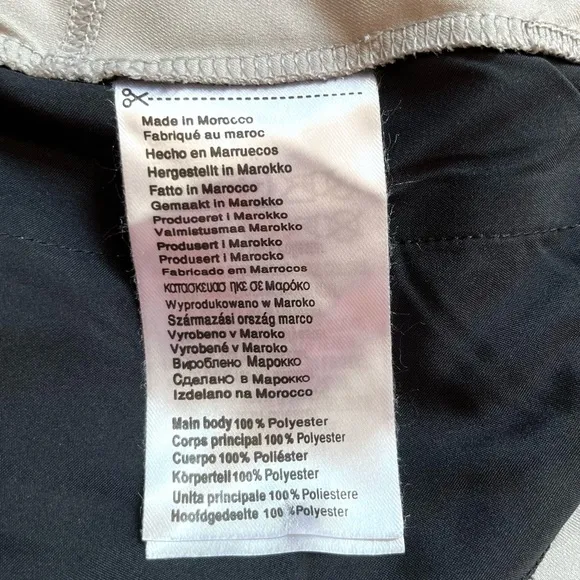 Made in Morocco
Fabriqué au maroc
Hecho en Marruecos
Hergestellt in Marokko
Fatto in Marocco
Gemaakt in Marokko
Produceret i Marokko
Valmistusmaa Marokko
Produsert i Marokko
Produsert i Maroko
Fabricado em Marrocos
κατασκευασ ηκε σε Μαρόκο
Wyprodukowano w Maroko
Származási ország marco
Vyrobeno v Maroko
Vyrobené v Maroko
Вироблено Марокко
Сделано в Марокко
Izdelano na Morocco
Main body 100% Polyester
Corps principal 100% Polyester
Cuerpo 100% Poliéster
Körperteil 100% Polyester
Unita principale 100% Poliestere
Hoofdgedeelte 100 %Polyester